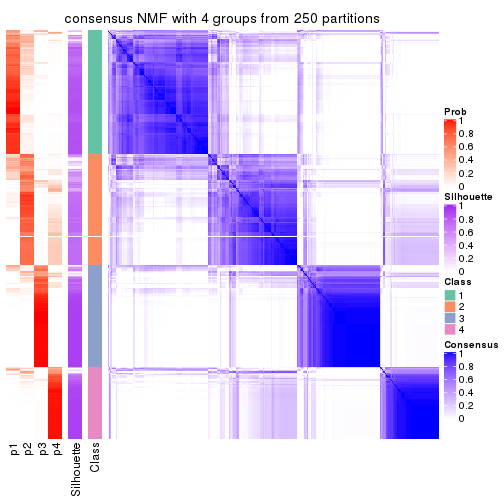 consensus NMF with 4 groups from 250 partitions
Prob
1
0.8
0.6
0.4
0.2
0
Silhouette
1
0.8
0.6
0.4
0.2
0
Class
1
2
3
4
Consensus
1
0.8
0.6
0.4
0.2
0
p1
p2
p3
p4
Silhouette
Class